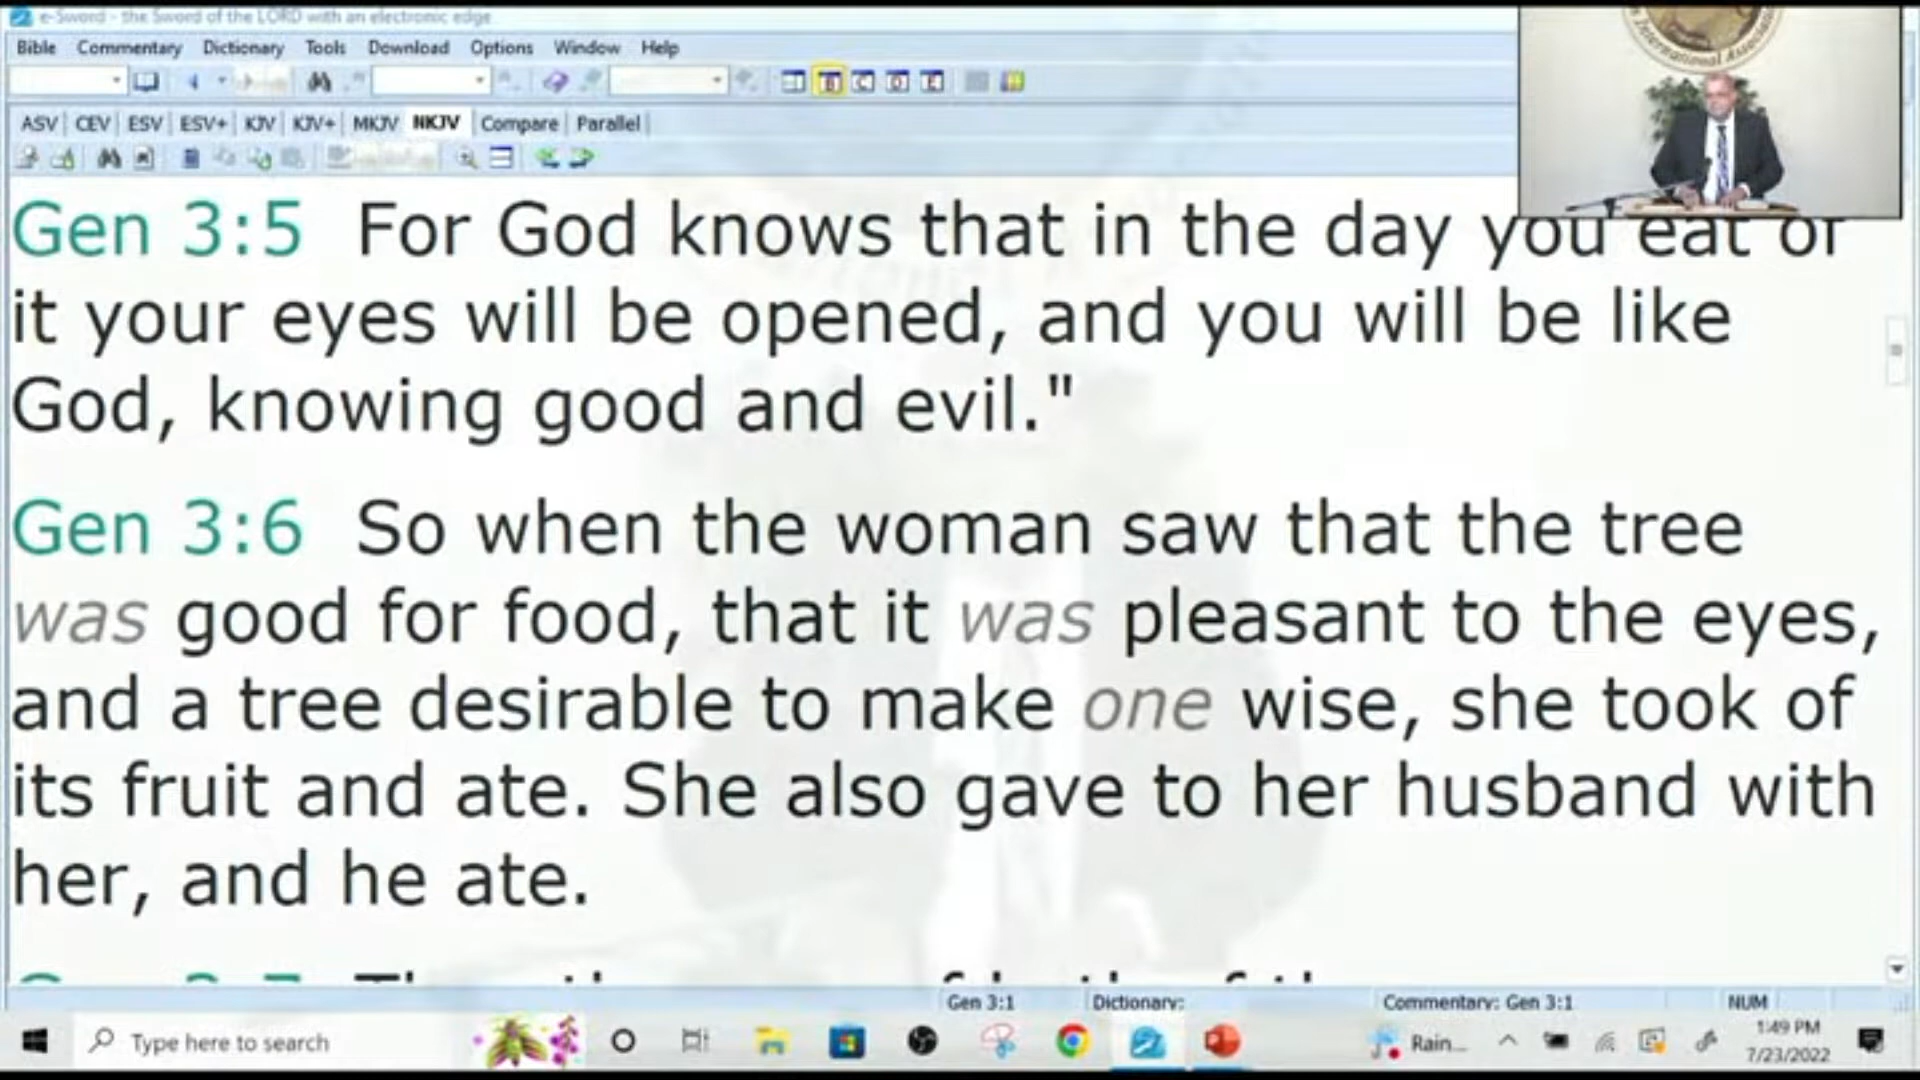 e-Sword - the Sword of the LORD with an electronic edge
Bible Commentary Dictionary Tools Download Options Window Help
International Associa
ASV CEV ESV ESV+ KJV KJV+ MKJV NKJV Compare Parallel
Gen 3:5 For God knows that in the day you eat of
it your eyes will be opened, and you will be like
God, knowing good and evil."
Gen 3:6 So when the woman saw that the tree
was good for food, that it was pleasant to the eyes,
and a tree desirable to make one wise, she took of
its fruit and ate. She also gave to her husband with
her, and he ate.
Gen 3:1 Dictionary: Commentary: Gen 3:1 NUM
Type here to search
Rain...
1:49 PM
7/23/2022